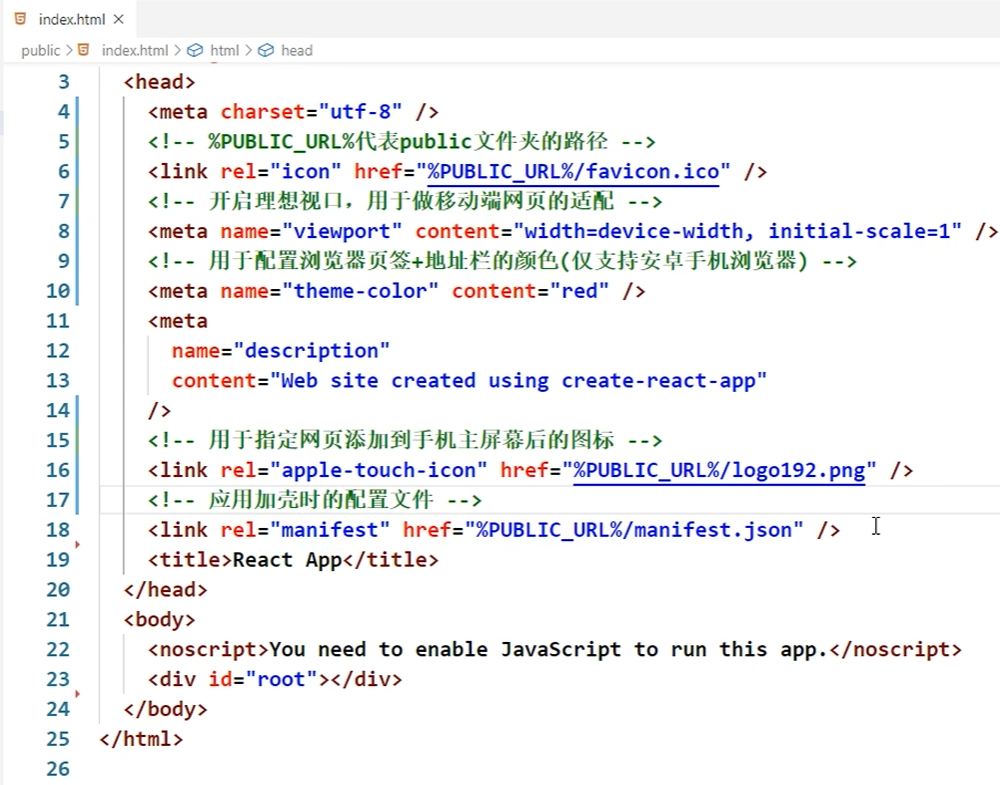 index.html ×
public > index.html > html > head
3 <head>
4 <meta charset="utf-8" />
5 <!-- %PUBLIC_URL%代表public文件夹的路径 -->
6 <link rel="icon" href="%PUBLIC_URL%/favicon.ico" />
7 <!-- 开启理想视口，用于做移动端网页的适配 -->
8 <meta name="viewport" content="width=device-width, initial-scale=1" />
9 <!-- 用于配置浏览器页签+地址栏的颜色(仅支持安卓手机浏览器) -->
10 <meta name="theme-color" content="red" />
11 <meta
12 name="description"
13 content="Web site created using create-react-app"
14 />
15 <!-- 用于指定网页添加到手机主屏幕后的图标 -->
16 <link rel="apple-touch-icon" href="%PUBLIC_URL%/logo192.png" />
17 <!-- 应用加壳时的配置文件 -->
18 <link rel="manifest" href="%PUBLIC_URL%/manifest.json" />
19 <title>React App</title>
20 </head>
21 <body>
22 <noscript>You need to enable JavaScript to run this app.</noscript>
23 <div id="root"></div>
24 </body>
25 </html>
26